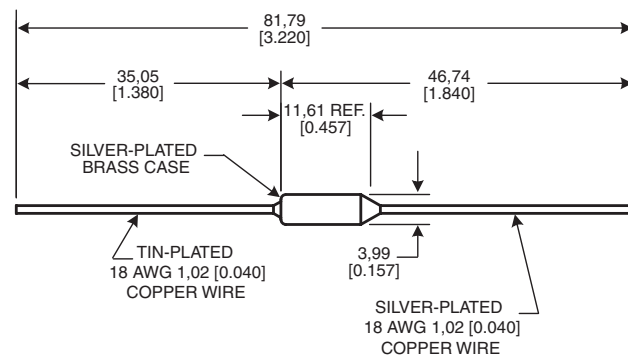 81,79
[3.220]
35,05
[1.380]
46,74
[1.840]
11,61 REF.
[0.457]
SILVER-PLATED
BRASS CASE
TIN-PLATED
18 AWG 1,02 [0.040]
COPPER WIRE
3,99
[0.157]
SILVER-PLATED
18 AWG 1,02 [0.040]
COPPER WIRE